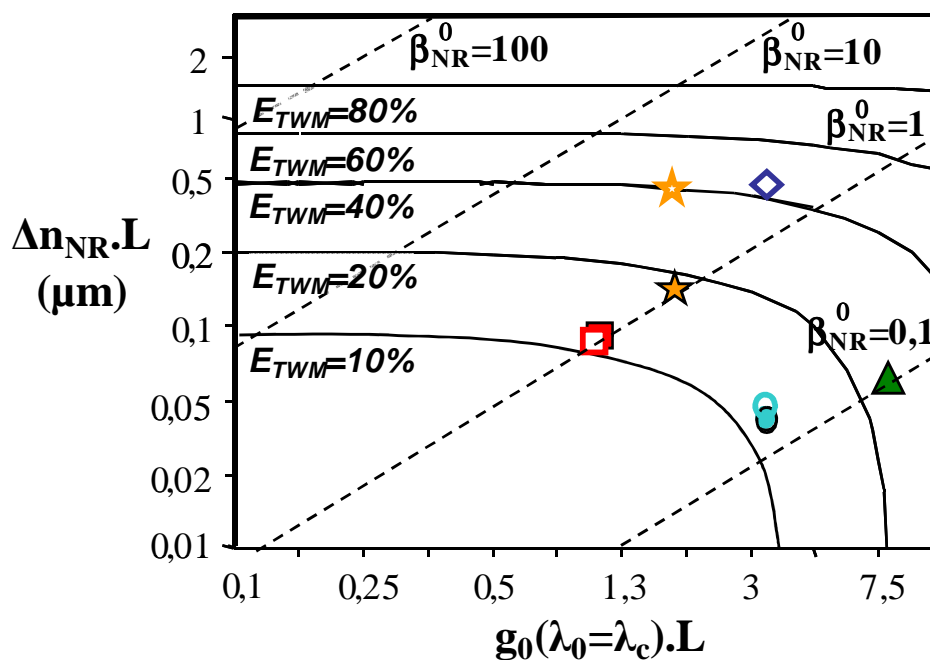 β⁰NR=100
β⁰NR=10
β⁰NR=1
β⁰NR=0,1
ETWM=80%
ETWM=60%
ETWM=40%
ETWM=20%
ETWM=10%
ΔnNR.L
(μm)
2
1
0,5
0,2
0,1
0,05
0,02
0,01
0,1 0,25 0,5 1,3 3 7,5
g0(λ0=λc).L